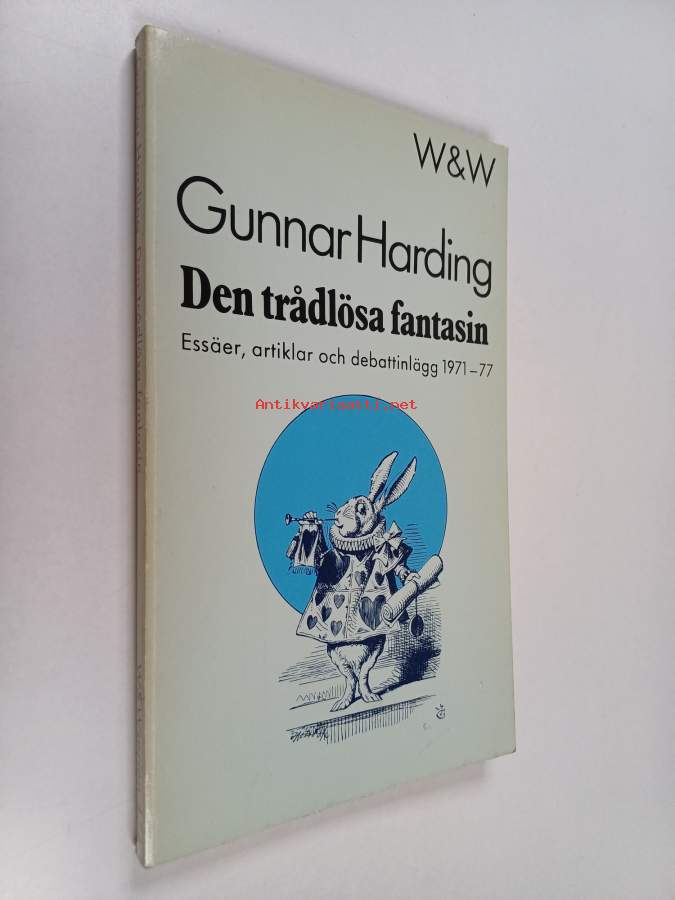 W&W
Gunnar Harding
Den trådlösa fantasin
Essäer, artiklar och debattinlägg 1971–77
Antikvariaatti.net